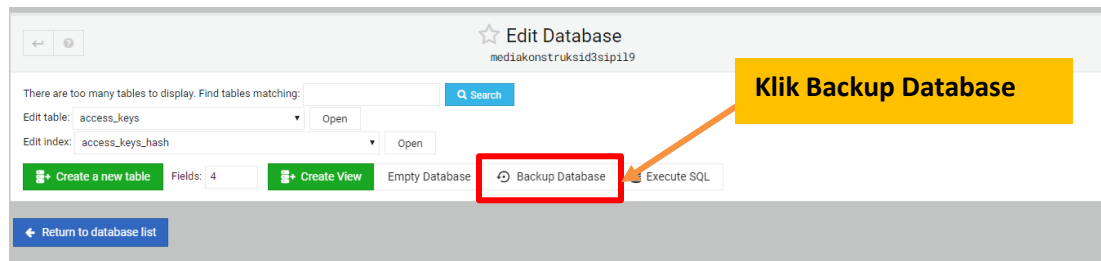 Edit Database
mediakonstruksid3sipil9
Klik Backup Database
There are too many tables to display. Find tables matching:
Search
Edit table: access_keys Open
Edit index: access_keys_hash Open
Create a new table Fields: 4 Create View Empty Database Backup Database Execute SQL
Return to database list